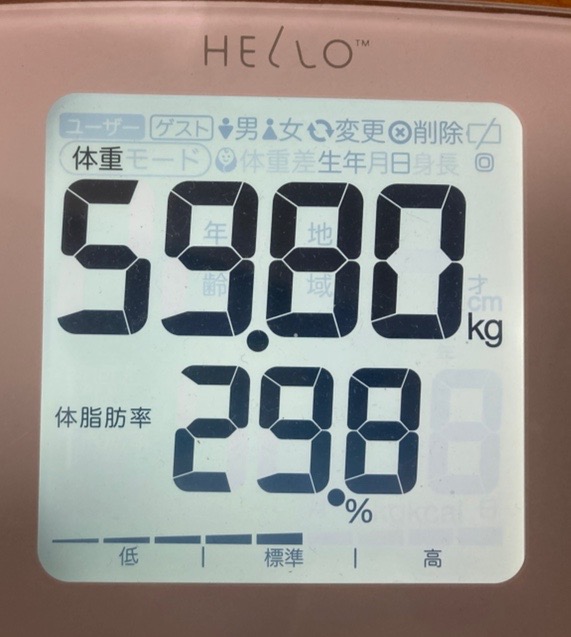 HELLO™
ユーザー ゲスト 男 女 変更 削除
体重モード 体重差 生年月日 身長
年齢 地域 才
cm
59.80 kg
体脂肪率 29.8 %
低 | 標準 | 高